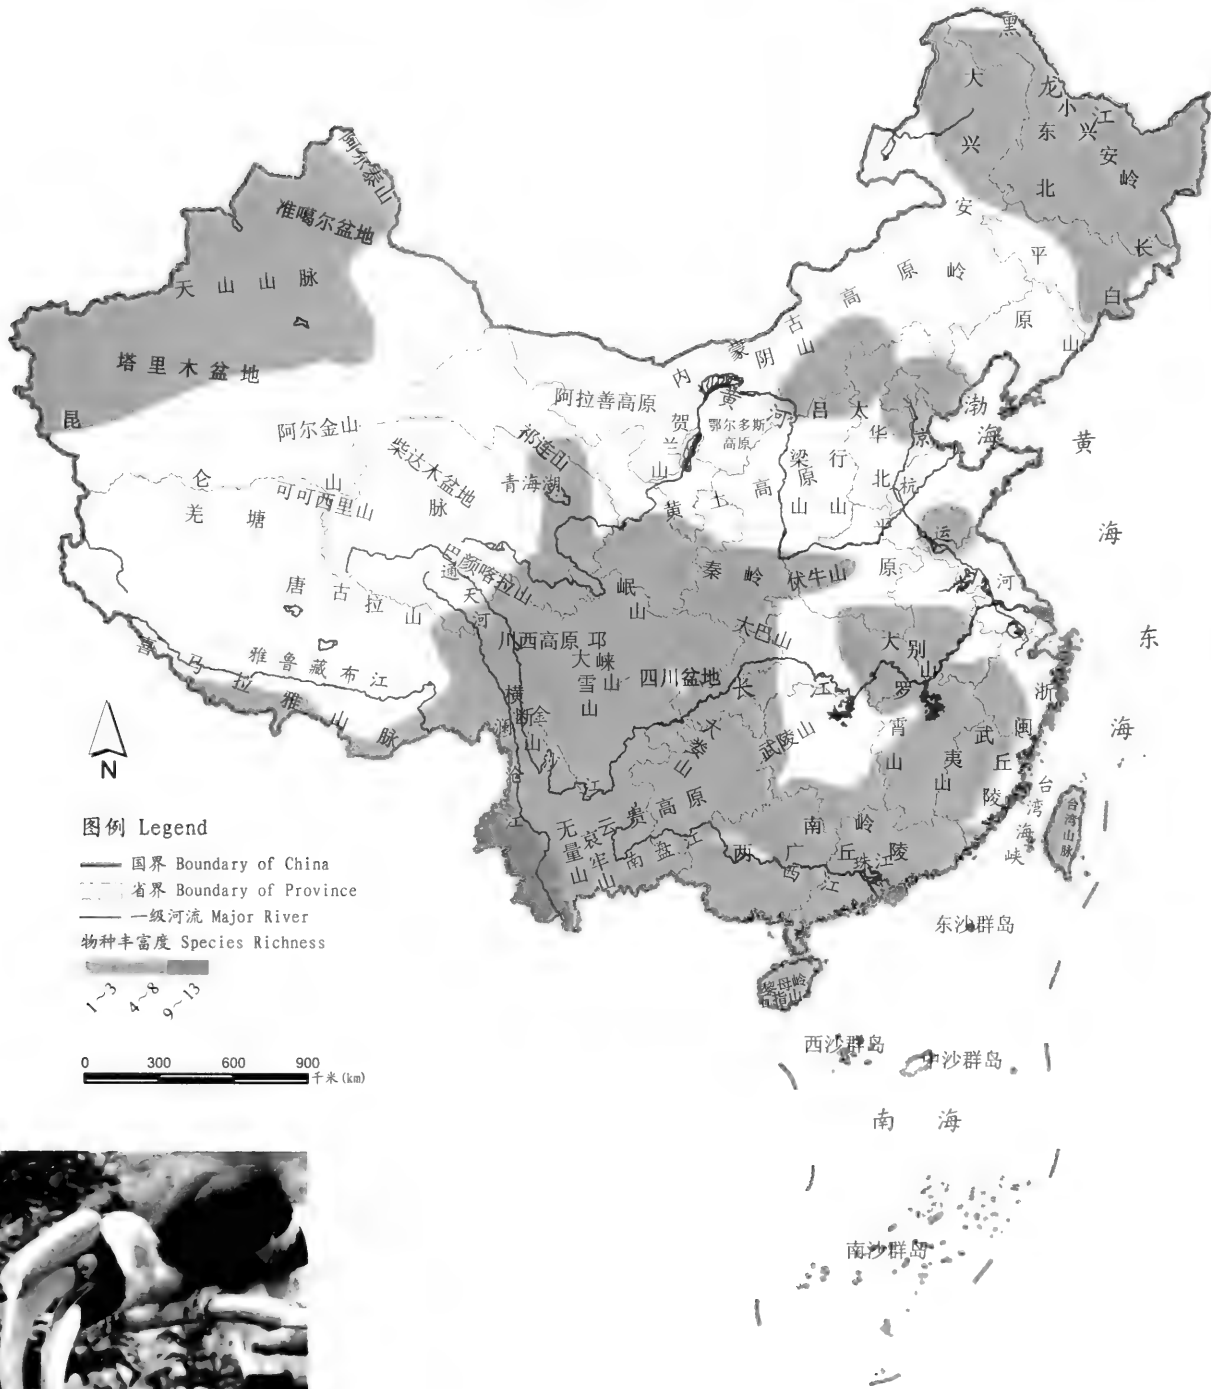 黑
龙
江
大
兴
安
岭
小
兴
安
岭
东
北
平
原
长
白
山
阿尔泰山
准噶尔盆地
天山山脉
塔里木盆地
昆
仑
山
脉
阿尔金山
祁连山
柴达木盆地
青海湖
可可西里山
羌塘
唐古拉山
巴颜喀拉山
通
天
河
阿拉善高原
内
蒙
古
高
原
阴
山
贺
兰
山
黄
河
鄂尔多斯
高原
吕
梁
山
太
行
山
华
北
平
原
京
杭
运
河
渤
海
黄
海
东
海
黄
土
高
原
秦岭
伏牛山
岷
山
大巴山
大别
山
川西高原
邛
崃
山
大
雪
山
四川盆地
长
江
喜
马
拉
雅
山
脉
雅鲁藏布江
横
断
山
金
江
澜
沧
江
大
娄
山
武陵山
罗
霄
山
武
夷
山
浙
闽
丘
陵
云
贵
高
原
无
量
山
哀
牢
山
南
盘
江
南岭
两广丘陵
西
江
珠江
台
湾
海
峡
台
湾
山
脉
东沙群岛
黎母岭
指山
西沙群岛
中沙群岛
南海
南沙群岛
N
图例 Legend
国界 Boundary of China
省界 Boundary of Province
一级河流 Major River
物种丰富度 Species Richness
1~3
4~8
9~13
0 300 600 900
千米(km)